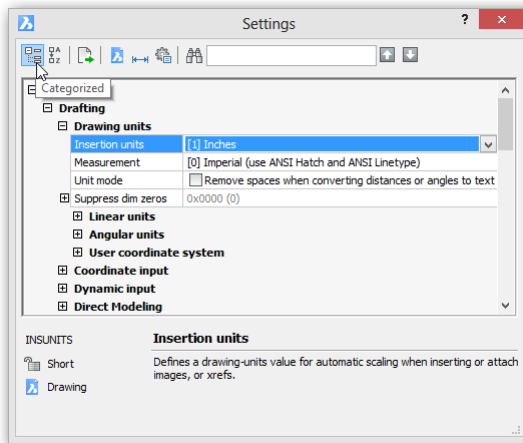 Settings
?
Categorized
Drafting
Drawing units
Insertion units [1] Inches
Measurement [0] Imperial (use ANSI Hatch and ANSI Linetype)
Unit mode Remove spaces when converting distances or angles to text
Suppress dim zeros 0x0000 (0)
Linear units
Angular units
User coordinate system
Coordinate input
Dynamic input
Direct Modeling
INSUNITS
Short
Drawing
Insertion units
Defines a drawing-units value for automatic scaling when inserting or attach
images, or xrefs.